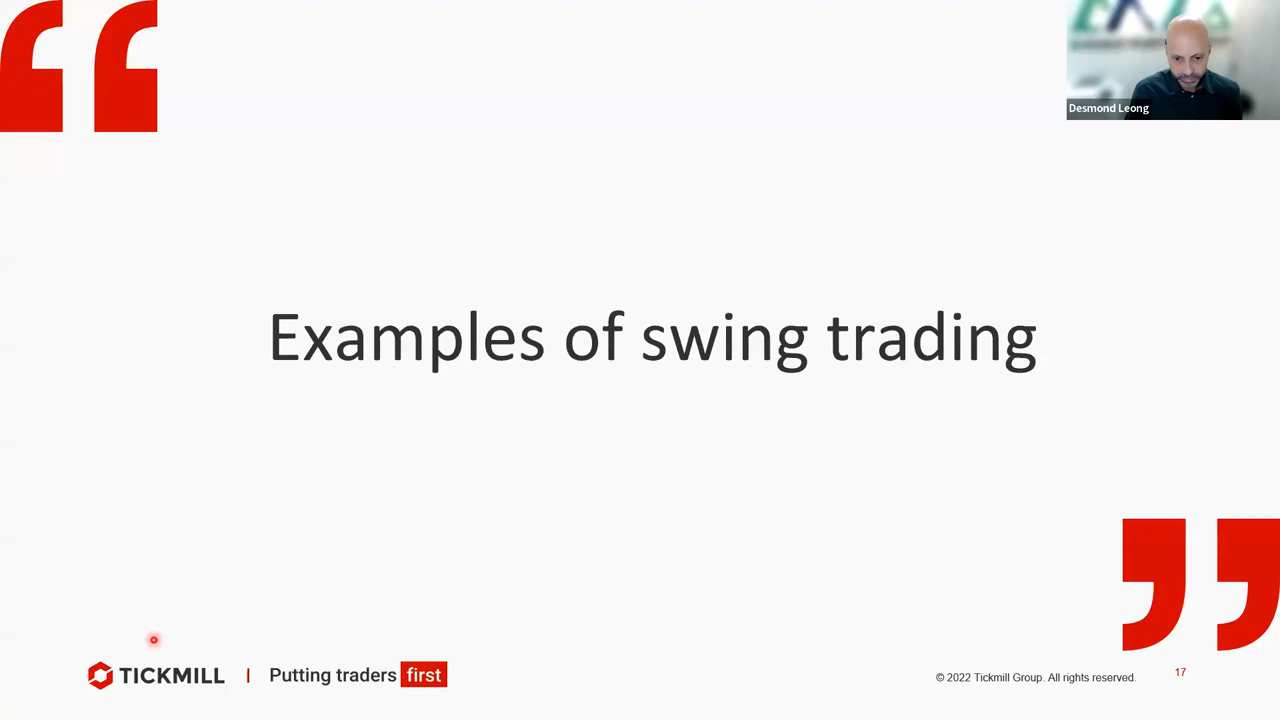 Desmond Leong
Examples of swing trading
TICKMILL | Putting traders first
© 2022 Tickmill Group. All rights reserved.
17